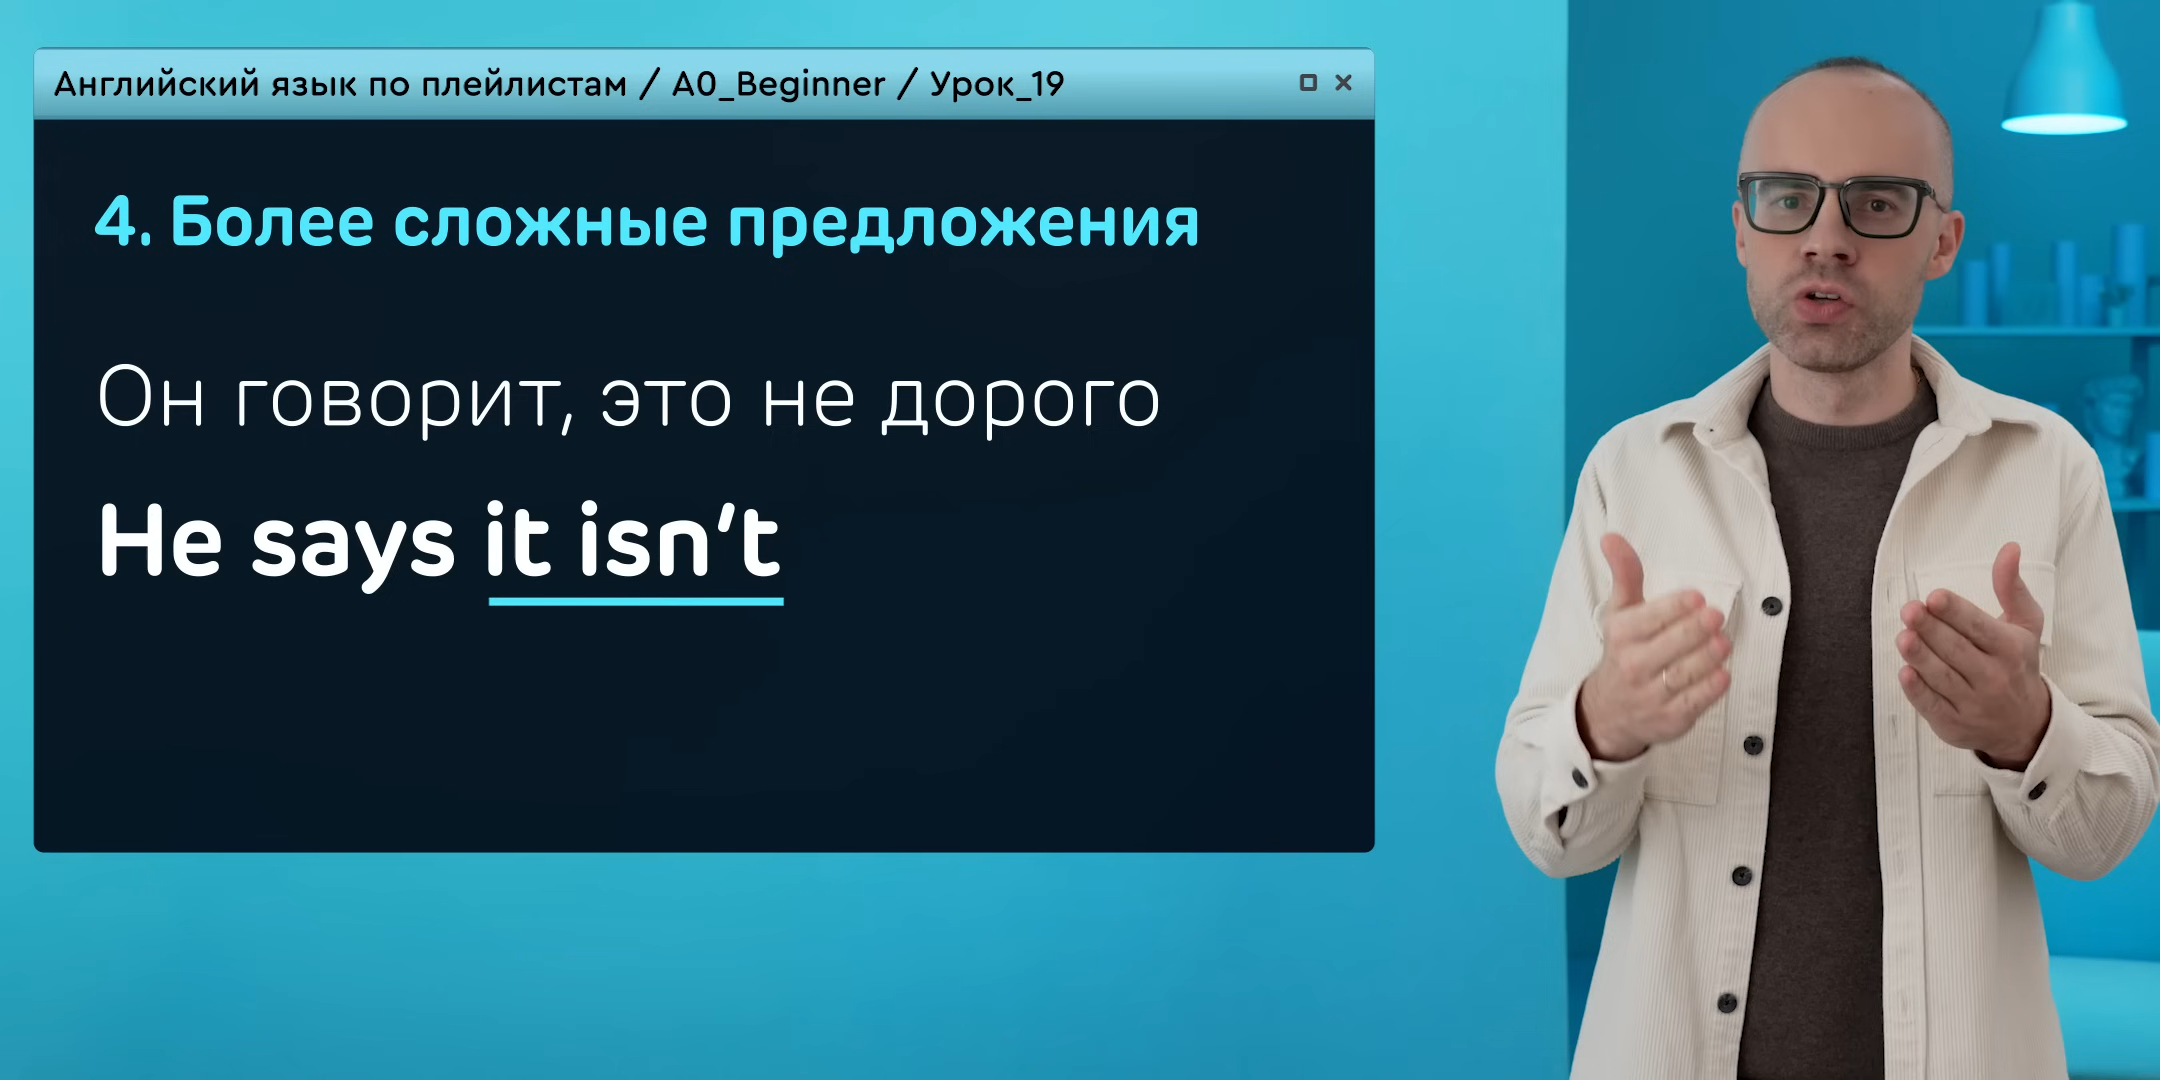 Английский язык по плейлистам / A0_Beginner / Урок_19
4. Более сложные предложения
Он говорит, это не дорого
He says it isn’t